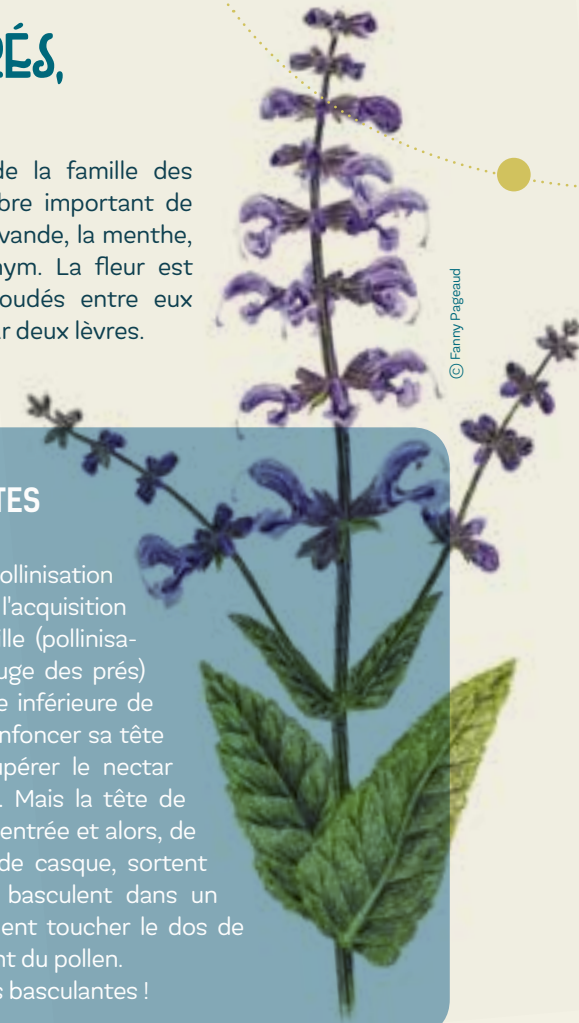 ÉS,
de la famille des
bre important de
vande, la menthe,
ym. La fleur est
oudés entre eux
r deux lèvres.
© Fanny Pageaud
TES
ollinisation
l'acquisition
ille (pollinisa-
uge des prés)
e inférieure de
nfoncer sa tête
upérer le nectar
. Mais la tête de
entrée et alors, de
de casque, sortent
basculent dans un
ent toucher le dos de
nt du pollen.
s basculantes !